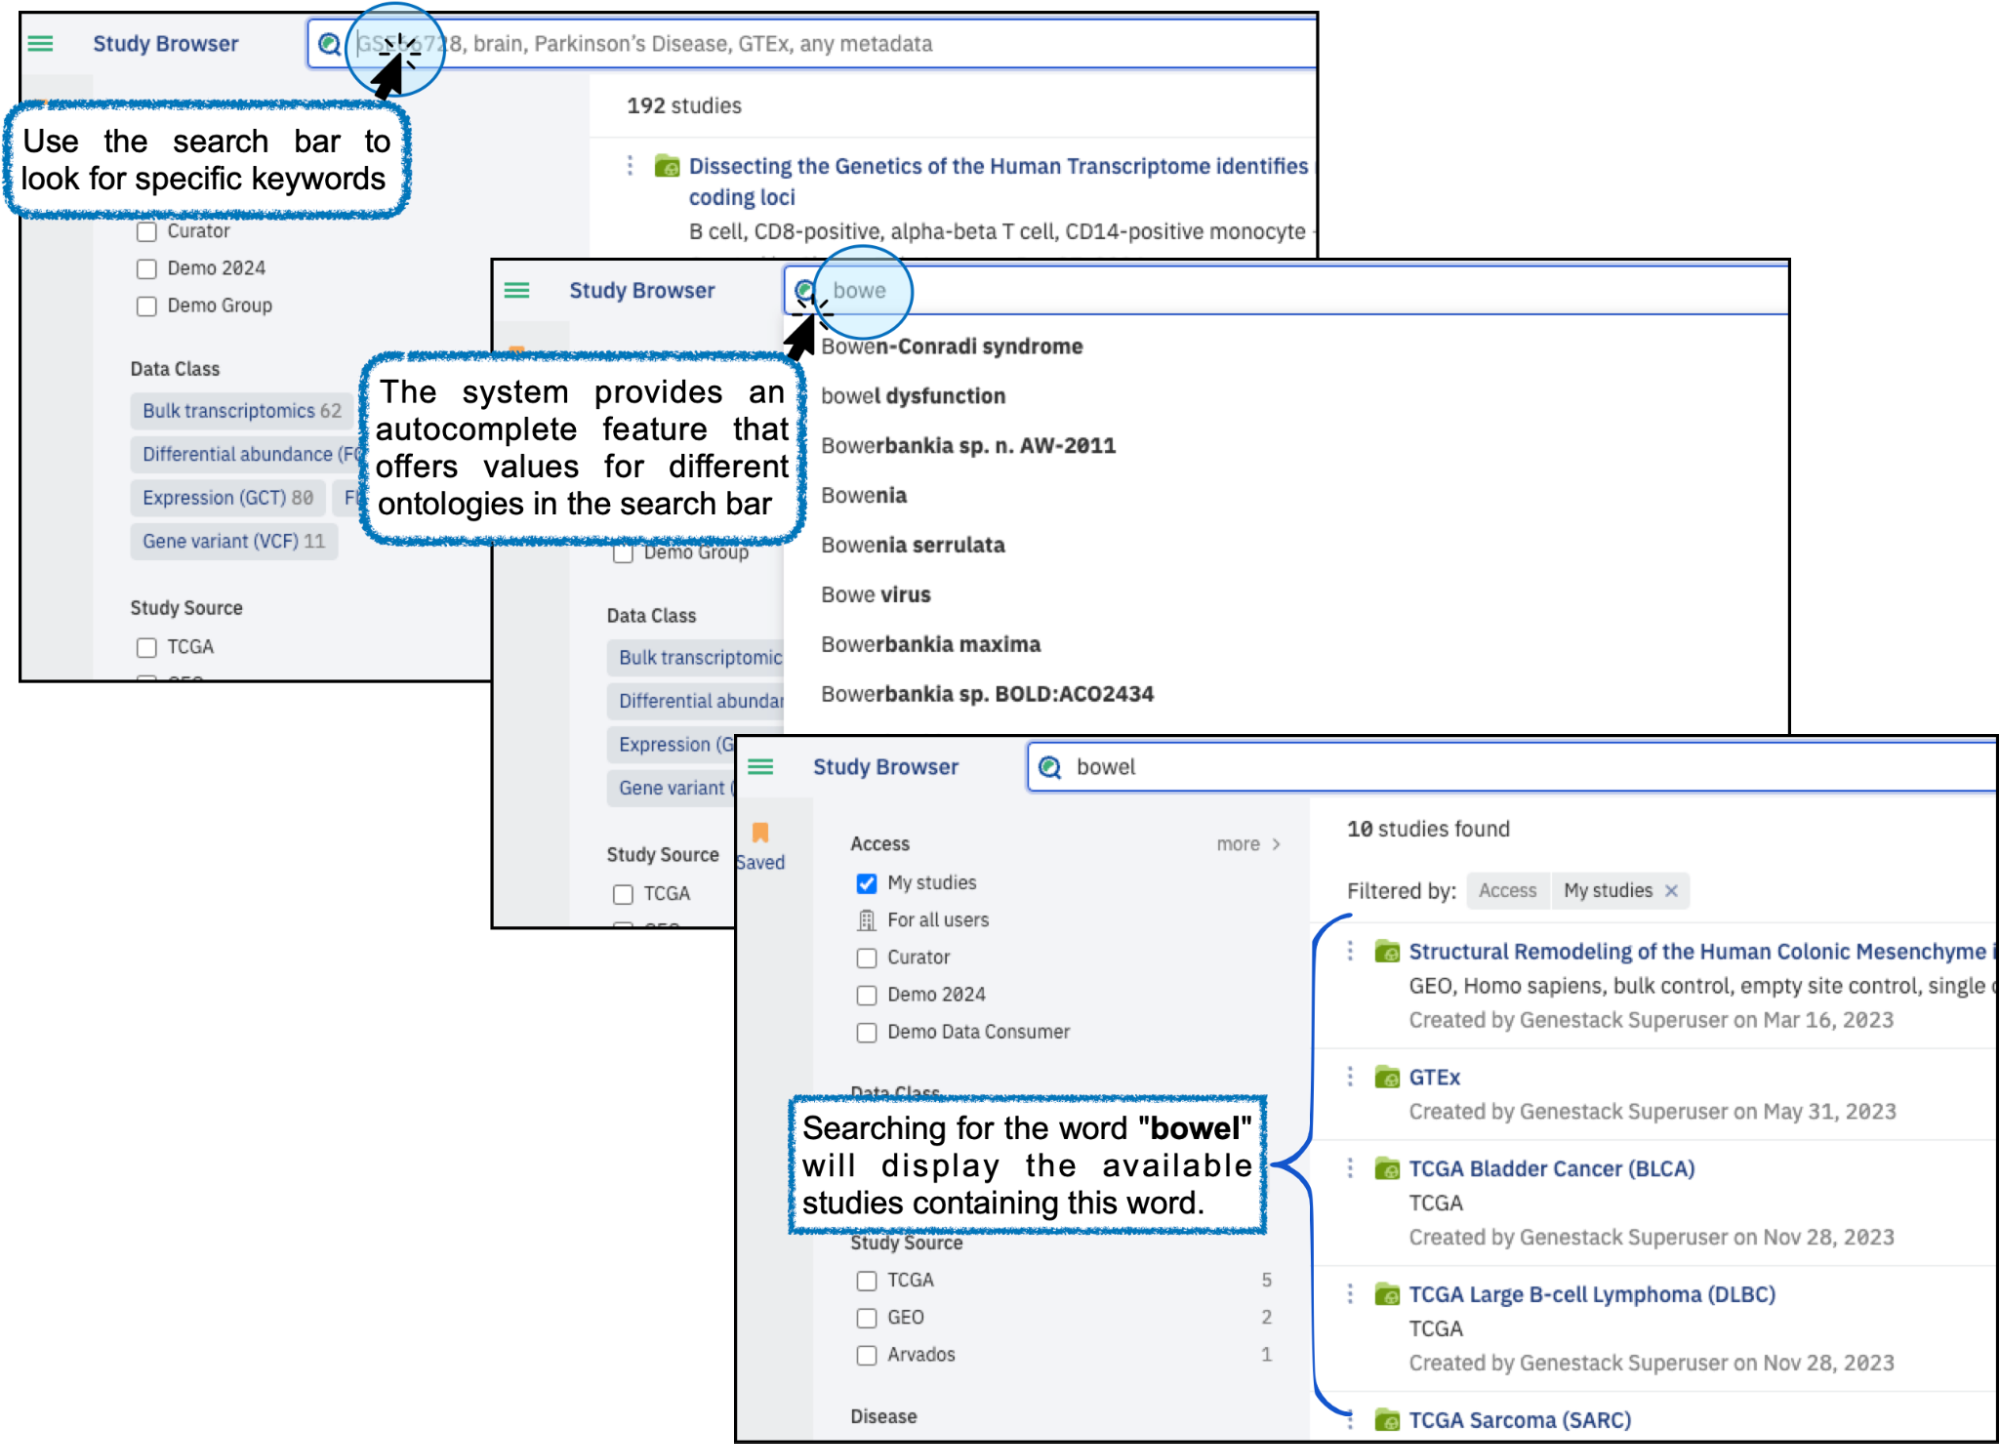 Study Browser
GSE66728, brain, Parkinson's Disease, GTEx, any metadata
Use the search bar to
look for specific keywords
192 studies
Dissecting the Genetics of the Human Transcriptome identifies
coding loci
B cell, CD8-positive, alpha-beta T cell, CD14-positive monocyte
Curator
Demo 2024
Demo Group
Data Class
Bulk transcriptomics 62
Differential abundance (FC
Expression (GCT) 80
Gene variant (VCF) 11
Study Source
TCGA
Study Browser
bowe
The system provides an
autocomplete feature that
offers values for different
ontologies in the search bar
Bowen-Conradi syndrome
bowel dysfunction
Bowerbankia sp. n. AW-2011
Bowenia
Bowenia serrulata
Bowe virus
Bowerbankia maxima
Bowerbankia sp. BOLD:ACO2434
Demo Group
Data Class
Bulk transcriptomic
Differential abundan
Expression (G
Gene variant (
Study Source
TCGA
Study Browser
bowel
Saved
Access
more >
My studies
For all users
Curator
Demo 2024
Demo Data Consumer
Data Class
Searching for the word "bowel"
will display the available
studies containing this word.
Study Source
TCGA 5
GEO 2
Arvados 1
Disease
10 studies found
Filtered by: Access My studies ×
Structural Remodeling of the Human Colonic Mesenchyme i
GEO, Homo sapiens, bulk control, empty site control, single c
Created by Genestack Superuser on Mar 16, 2023
GTEx
Created by Genestack Superuser on May 31, 2023
TCGA Bladder Cancer (BLCA)
TCGA
Created by Genestack Superuser on Nov 28, 2023
TCGA Large B-cell Lymphoma (DLBC)
TCGA
Created by Genestack Superuser on Nov 28, 2023
TCGA Sarcoma (SARC)